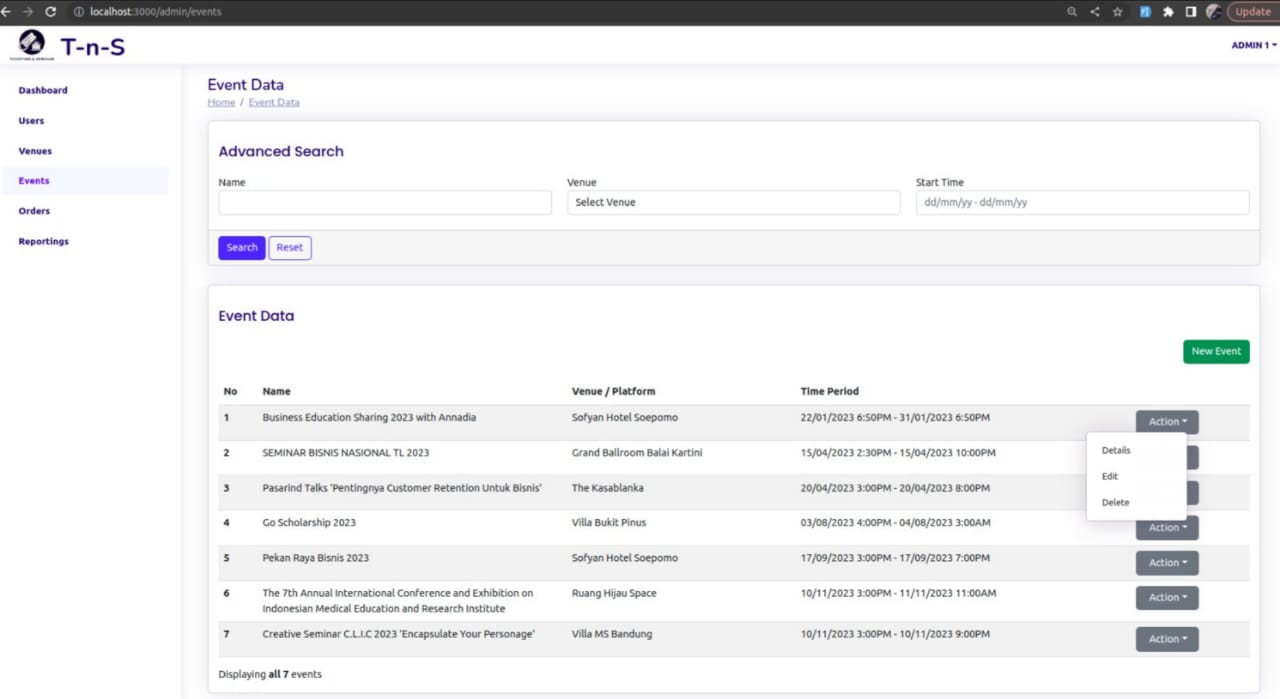 localhost:3000/admin/events
Update
T-n-S
ADMIN 1
Dashboard
Users
Venues
Events
Orders
Reportings
Event Data
Home / Event Data
Advanced Search
Name
Venue
Start Time
Select Venue
dd/mm/yy - dd/mm/yy
Search
Reset
Event Data
New Event
No Name Venue / Platform Time Period
1 Business Education Sharing 2023 with Annadia Sofyan Hotel Soepomo 22/01/2023 6:50PM - 31/01/2023 6:50PM Action
Details
Edit
Delete
2 SEMINAR BISNIS NASIONAL TL 2023 Grand Ballroom Balai Kartini 15/04/2023 2:30PM - 15/04/2023 10:00PM
3 Pasarind Talks 'Pentingnya Customer Retention Untuk Bisnis' The Kasablanka 20/04/2023 3:00PM - 20/04/2023 8:00PM
4 Go Scholarship 2023 Villa Bukit Pinus 03/08/2023 4:00PM - 04/08/2023 3:00AM Action
5 Pekan Raya Bisnis 2023 Sofyan Hotel Soepomo 17/09/2023 3:00PM - 17/09/2023 7:00PM Action
6 The 7th Annual International Conference and Exhibition on Ruang Hijau Space 10/11/2023 3:00PM - 11/11/2023 11:00AM Action
Indonesian Medical Education and Research Institute
7 Creative Seminar C.L.I.C 2023 'Encapsulate Your Personage' Villa MS Bandung 10/11/2023 3:00PM - 10/11/2023 9:00PM Action
Displaying all 7 events